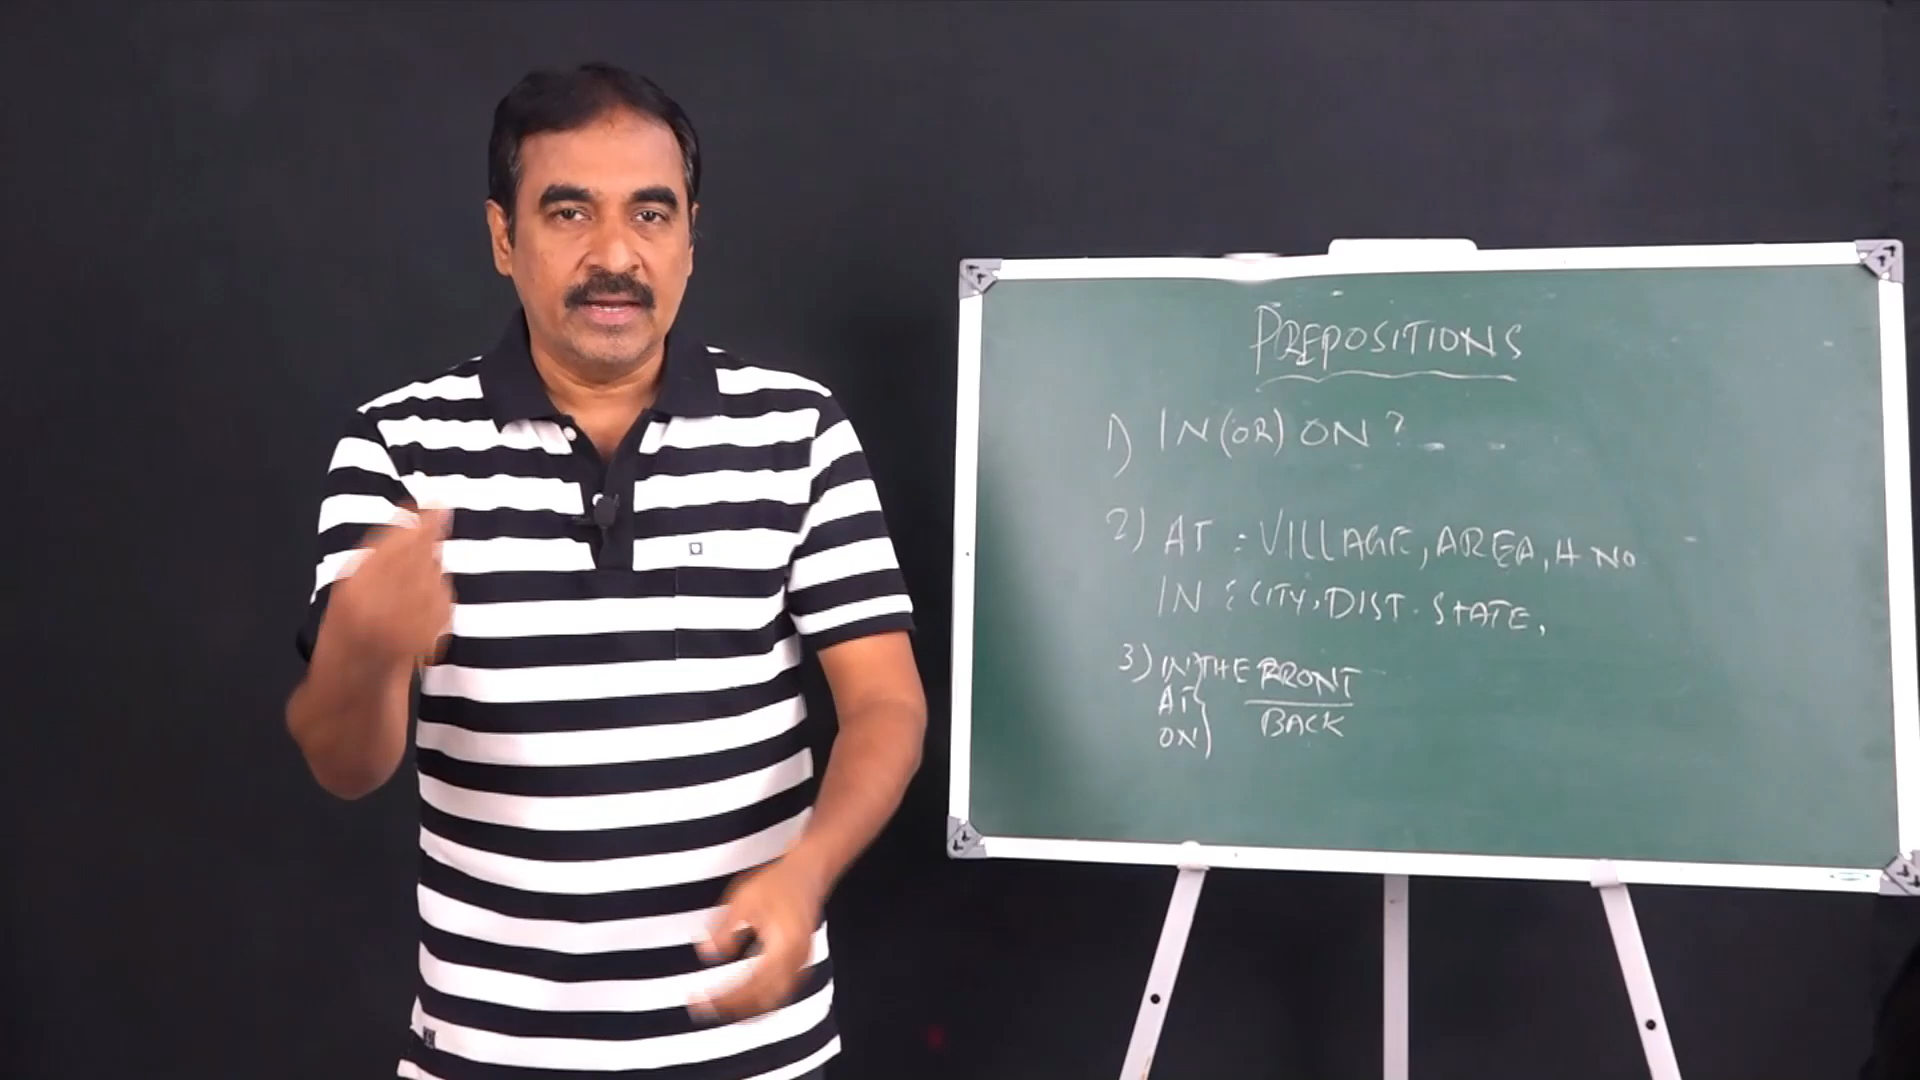 PREPOSITIONS
1) IN (OR) ON ?
2) AT : VILLAGE, AREA, H NO
IN : CITY, DIST. STATE,
3) IN THE FRONT
AT
ON BACK